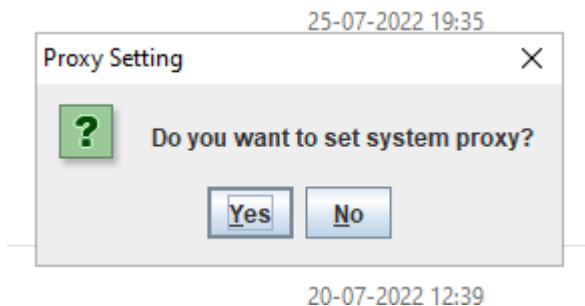 25-07-2022 19:35
Proxy Setting
?
Do you want to set system proxy?
Yes
No
20-07-2022 12:39